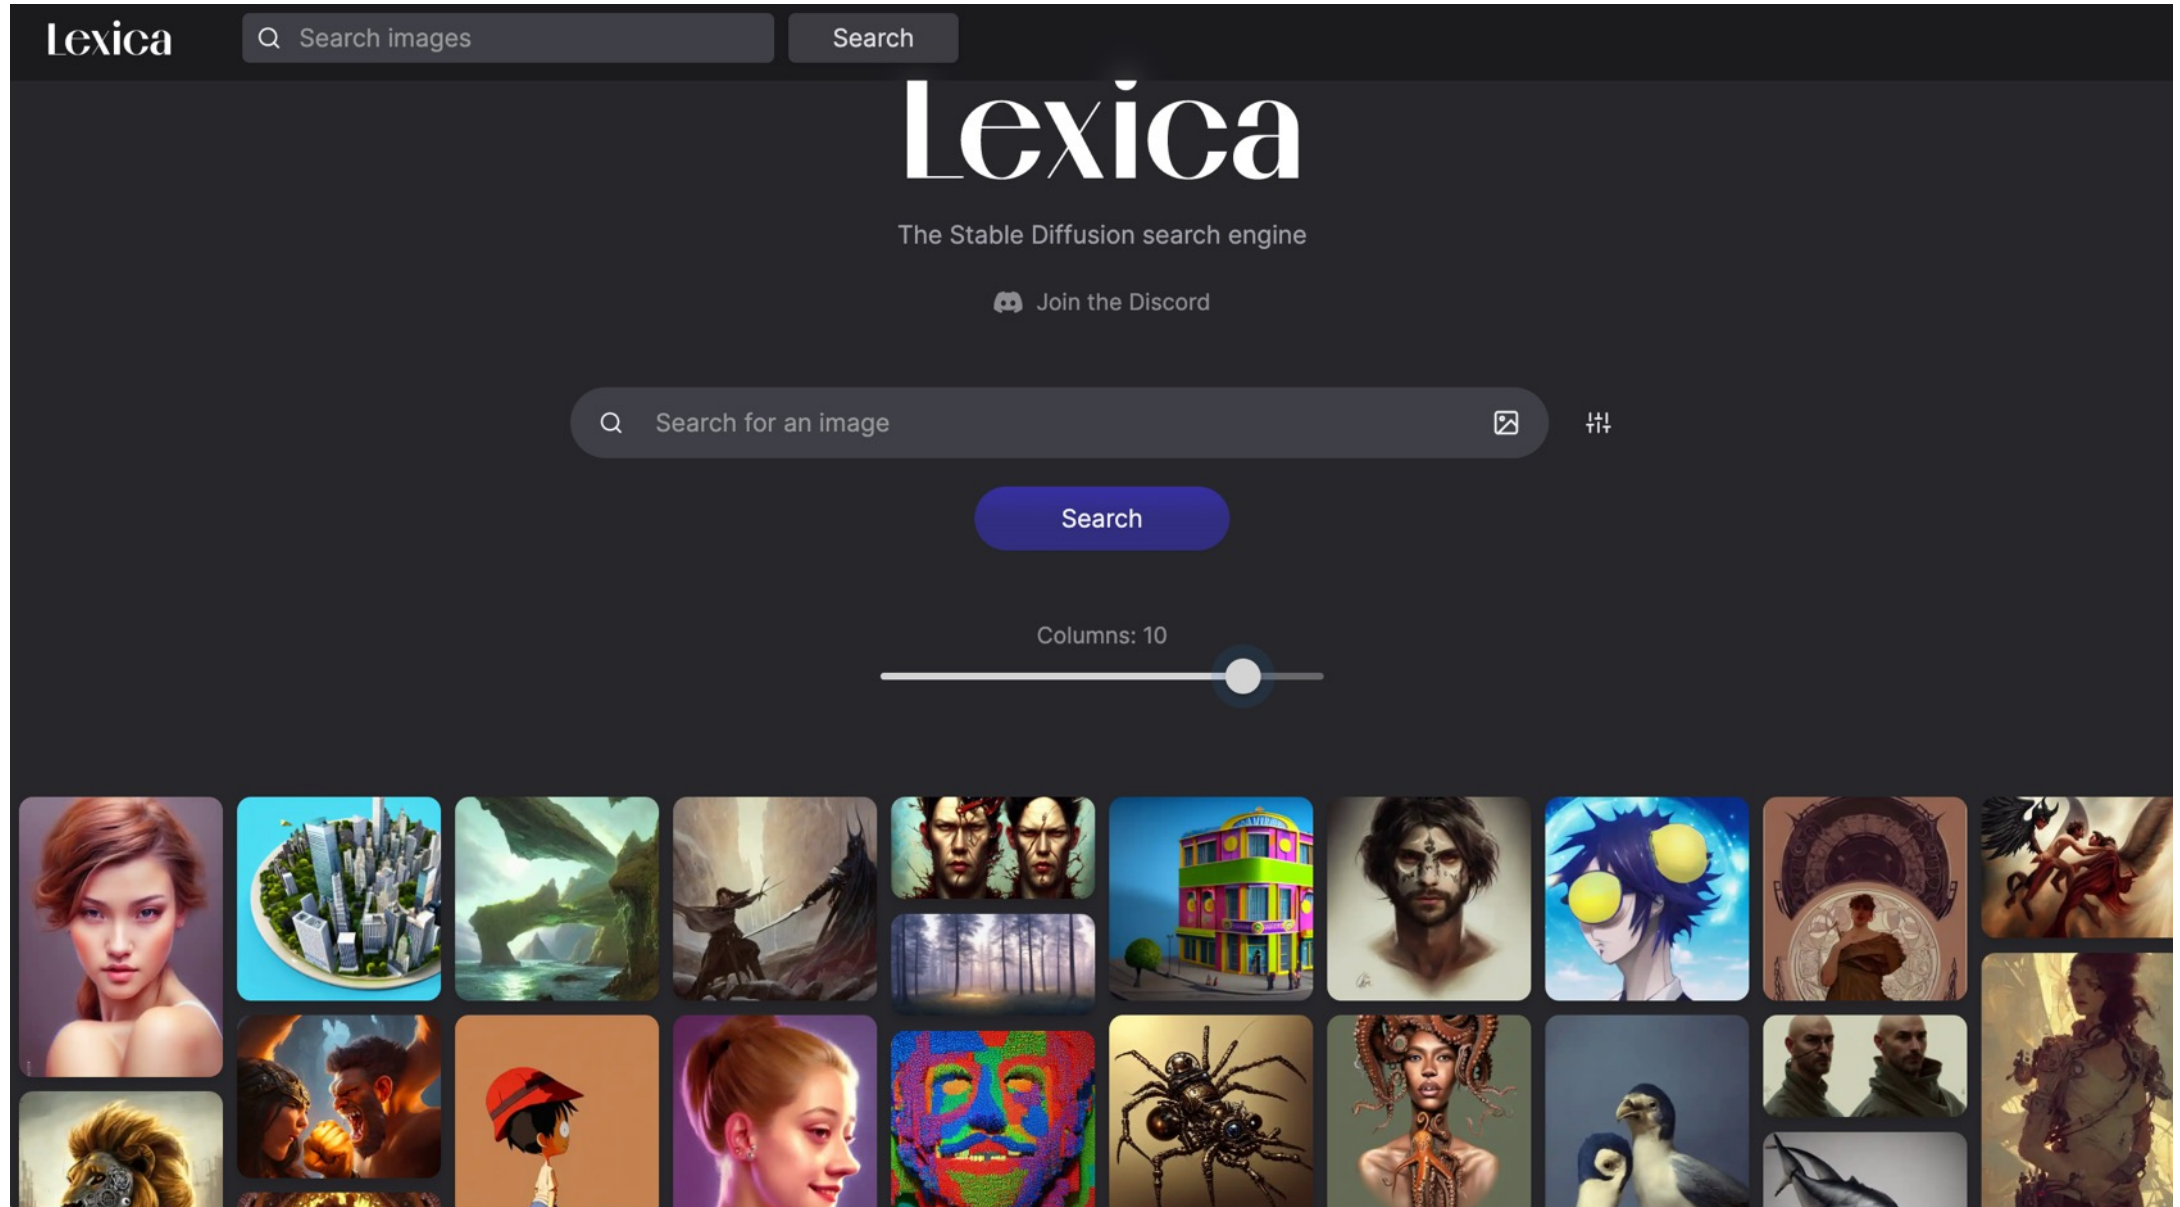 Lexica
Search images
Search
Lexica
The Stable Diffusion search engine
Join the Discord
Search for an image
Search
Columns: 10